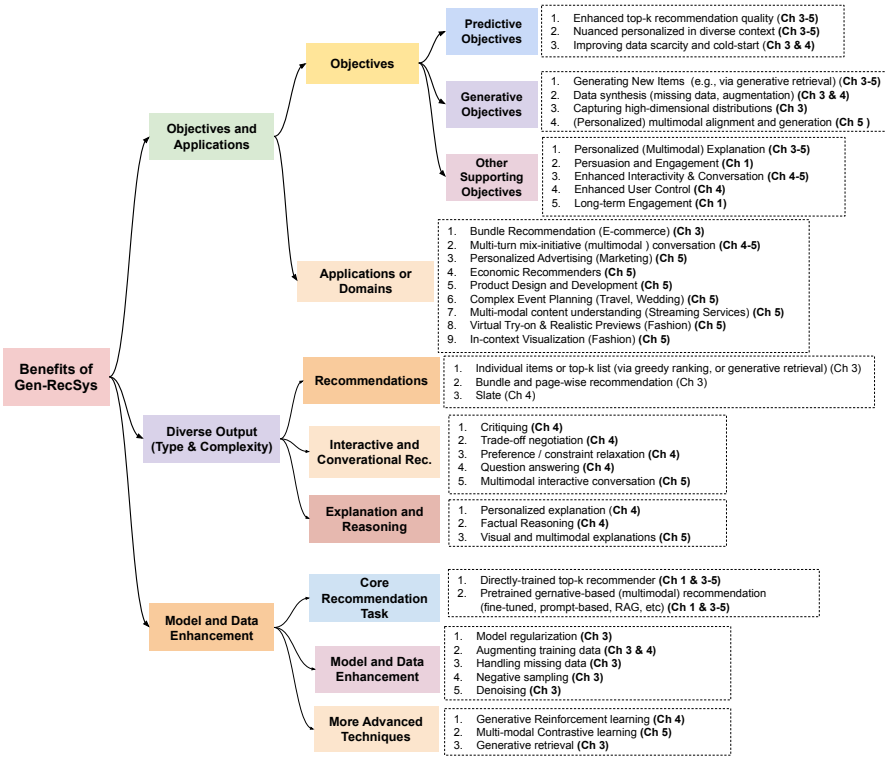 Benefits of
Gen-RecSys
Objectives and
Applications
Objectives
Predictive
Objectives
1. Enhanced top-k recommendation quality (Ch 3-5)
2. Nuanced personalized in diverse context (Ch 3-5)
3. Improving data scarcity and cold-start (Ch 3 & 4)
Generative
Objectives
1. Generating New Items (e.g., via generative retrieval) (Ch 3-5)
2. Data synthesis (missing data, augmentation) (Ch 3 & 4)
3. Capturing high-dimensional distributions (Ch 3)
4. (Personalized) multimodal alignment and generation (Ch 5 )
Other
Supporting
Objectives
1. Personalized (Multimodal) Explanation (Ch 3-5)
2. Persuasion and Engagement (Ch 1)
3. Enhanced Interactivity & Conversation (Ch 4-5)
4. Enhanced User Control (Ch 4)
5. Long-term Engagement (Ch 1)
Applications or
Domains
1. Bundle Recommendation (E-commerce) (Ch 3)
2. Multi-turn mix-initiative (multimodal ) conversation (Ch 4-5)
3. Personalized Advertising (Marketing) (Ch 5)
4. Economic Recommenders (Ch 5)
5. Product Design and Development (Ch 5)
6. Complex Event Planning (Travel, Wedding) (Ch 5)
7. Multi-modal content understanding (Streaming Services) (Ch 5)
8. Virtual Try-on & Realistic Previews (Fashion) (Ch 5)
9. In-context Visualization (Fashion) (Ch 5)
Diverse Output
(Type & Complexity)
Recommendations
1. Individual items or top-k list (via greedy ranking, or generative retrieval) (Ch 3)
2. Bundle and page-wise recommendation (Ch 3)
3. Slate (Ch 4)
Interactive and
Converational Rec.
1. Critiquing (Ch 4)
2. Trade-off negotiation (Ch 4)
3. Preference / constraint relaxation (Ch 4)
4. Question answering (Ch 4)
5. Multimodal interactive conversation (Ch 5)
Explanation and
Reasoning
1. Personalized explanation (Ch 4)
2. Factual Reasoning (Ch 4)
3. Visual and multimodal explanations (Ch 5)
Model and Data
Enhancement
Core
Recommendation
Task
1. Directly-trained top-k recommender (Ch 1 & 3-5)
2. Pretrained gernative-based (multimodal) recommendation
(fine-tuned, prompt-based, RAG, etc) (Ch 1 & 3-5)
Model and Data
Enhancement
1. Model regularization (Ch 3)
2. Augmenting training data (Ch 3 & 4)
3. Handling missing data (Ch 3)
4. Negative sampling (Ch 3)
5. Denoising (Ch 3)
More Advanced
Techniques
1. Generative Reinforcement learning (Ch 4)
2. Multi-modal Contrastive learning (Ch 5)
3. Generative retrieval (Ch 3)